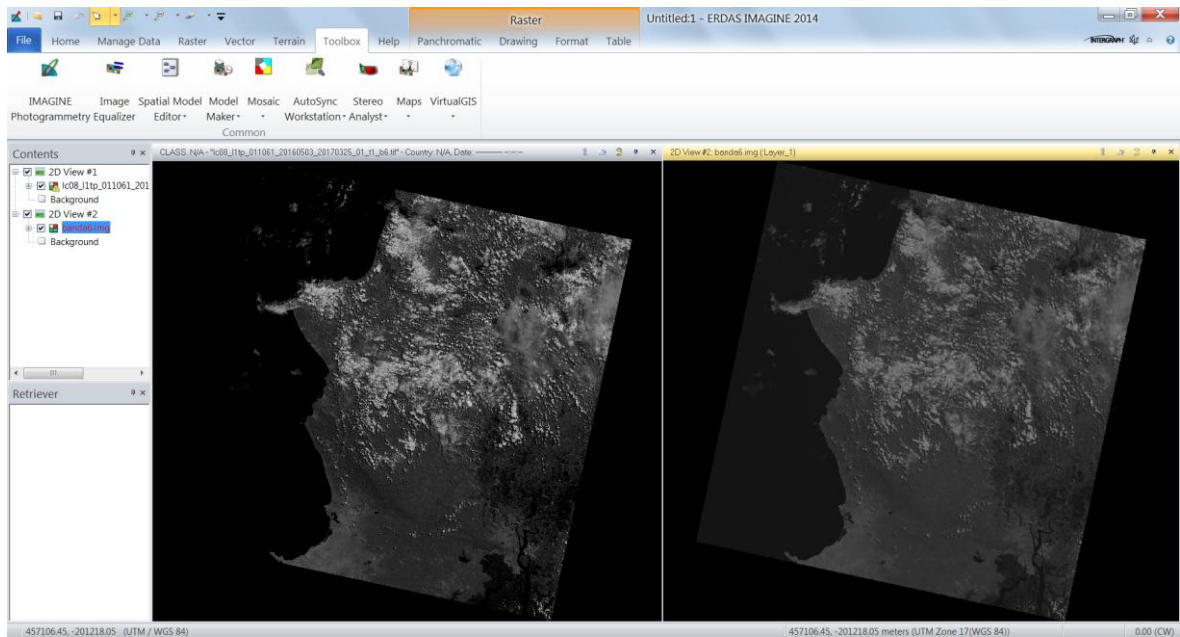 Raster
Untitled:1 - ERDAS IMAGINE 2014
File Home Manage Data Raster Vector Terrain Toolbox Help Panchromatic Drawing Format Table
INTERGRAPH
IMAGINE Photogrammetry
Image Equalizer
Spatial Model Editor
Model Maker
Mosaic
AutoSync Workstation
Stereo Analyst
Maps
VirtualGIS
Common
Contents
2D View #1
lc08_l1tp_011061_201
Background
2D View #2
banda6.img
Background
Retriever
CLASS: N/A - "lc08_l1tp_011061_20160503_20170325_01_t1_b6.tif" - Country: N/A, Date:
2D View #2: banda6.img (Layer_1)
457106.45, -201218.05 (UTM / WGS 84)
457106.45, -201218.05 meters (UTM Zone 17(WGS 84))
0.00 (CW)